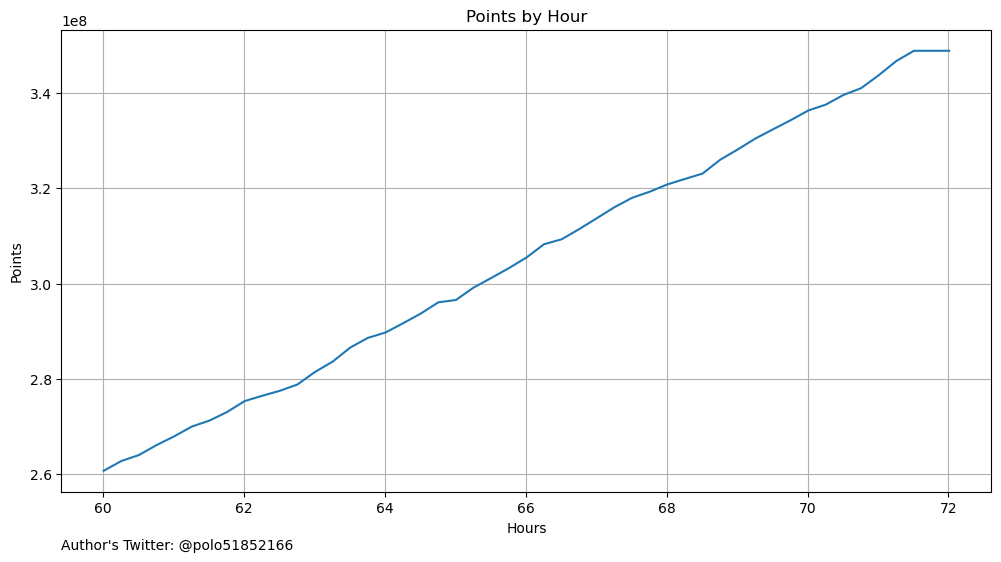 Points by Hour
1e8
3.4
3.2
3.0
2.8
2.6
Points
60 62 64 66 68 70 72
Hours
Author's Twitter: @polo51852166